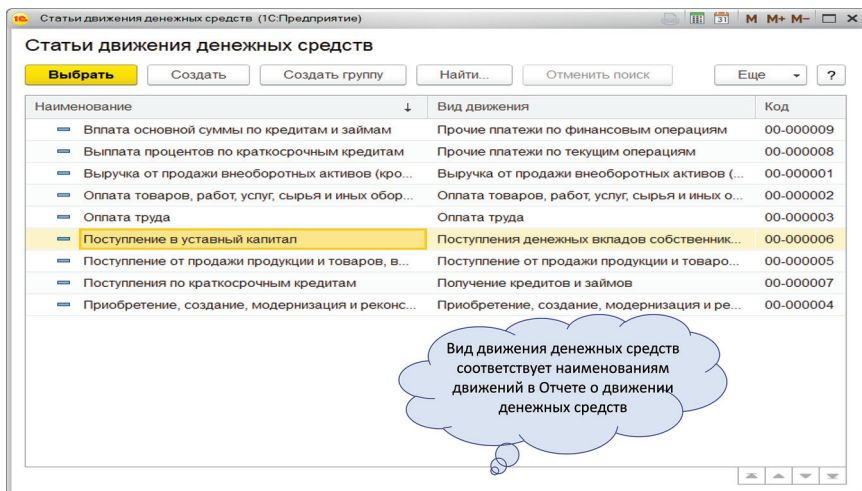 1С Статьи движения денежных средств (1С:Предприятие) 31 M M+ M-
Статьи движения денежных средств
Выбрать Создать Создать группу Найти... Отменить поиск Еще ?
Наименование ↓ Вид движения Код
Вплата основной суммы по кредитам и займам Прочие платежи по финансовым операциям 00-000009
Выплата процентов по краткосрочным кредитам Прочие платежи по текущим операциям 00-000008
Выручка от продажи внеоборотных активов (кро... Выручка от продажи внеоборотных активов (... 00-000001
Оплата товаров, работ, услуг, сырья и иных обор... Оплата товаров, работ, услуг, сырья и иных о... 00-000002
Оплата труда Оплата труда 00-000003
Поступление в уставный капитал Поступления денежных вкладов собственник... 00-000006
Поступление от продажи продукции и товаров, в... Поступление от продажи продукции и товаро... 00-000005
Поступления по краткосрочным кредитам Получение кредитов и займов 00-000007
Приобретение, создание, модернизация и реконс... Приобретение, создание, модернизация и ре... 00-000004
Вид движения денежных средств
соответствует наименованиям
движений в Отчете о движении
денежных средств